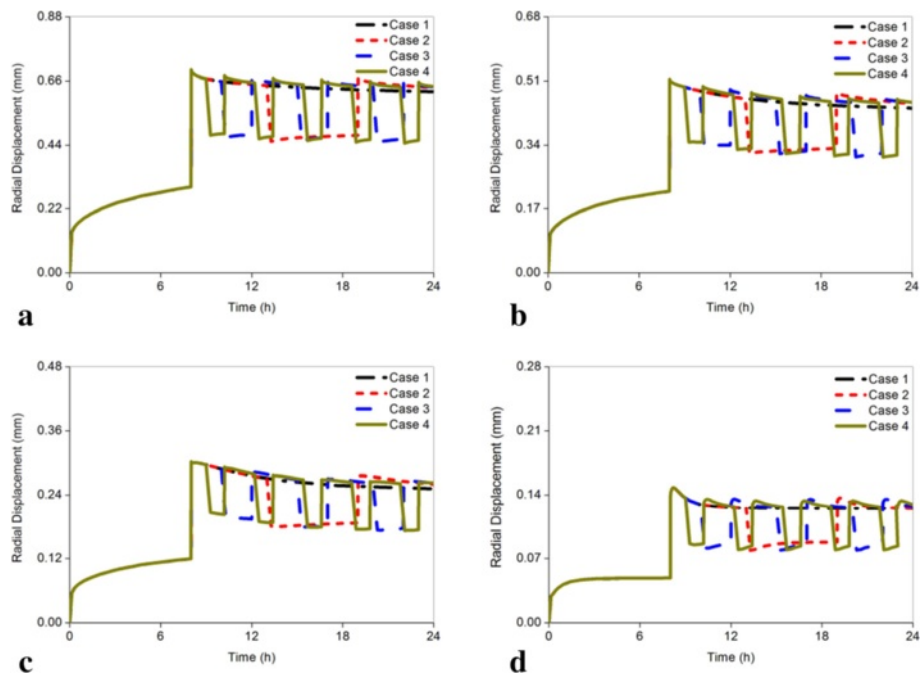 0.88
0.66
0.44
0.22
0.00
Radial Displacement (mm)
Case 1
Case 2
Case 3
Case 4
0 6 12 18 24
Time (h)
a
0.68
0.51
0.34
0.17
0.00
Radial Displacement (mm)
Case 1
Case 2
Case 3
Case 4
0 6 12 18 24
Time (h)
b
0.48
0.36
0.24
0.12
0.00
Radial Displacement (mm)
Case 1
Case 2
Case 3
Case 4
0 6 12 18 24
Time (h)
c
0.28
0.21
0.14
0.07
0.00
Radial Displacement (mm)
Case 1
Case 2
Case 3
Case 4
0 6 12 18 24
Time (h)
d